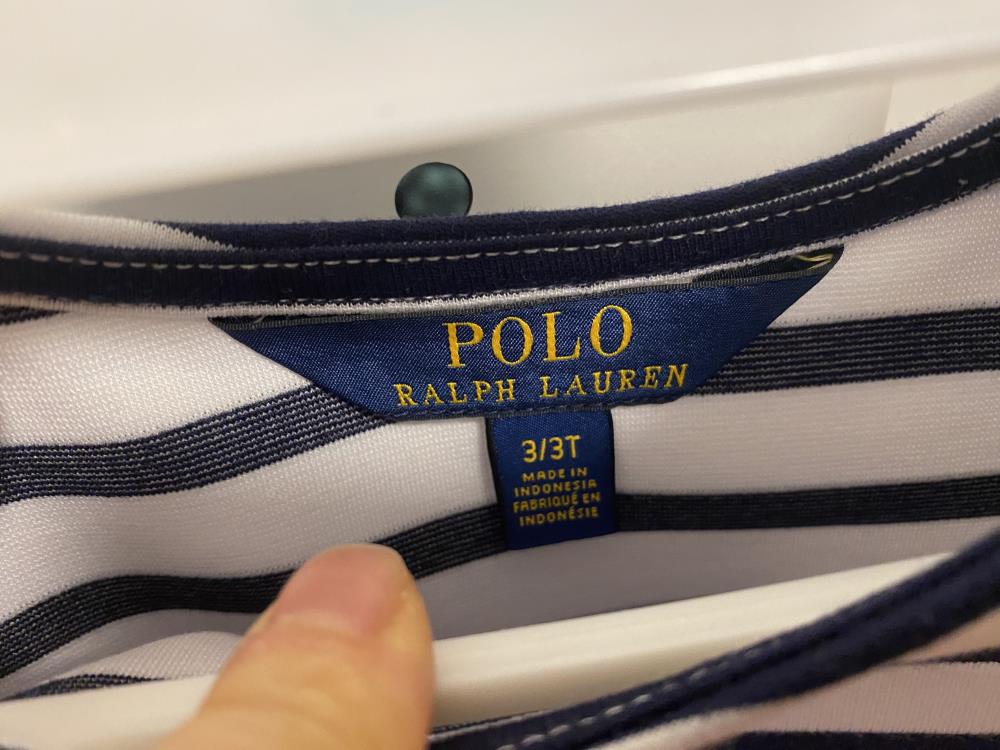 POLO
RALPH LAUREN
3/3T
MADE IN
INDONESIA
FABRIQUÉ EN
INDONÉSIE